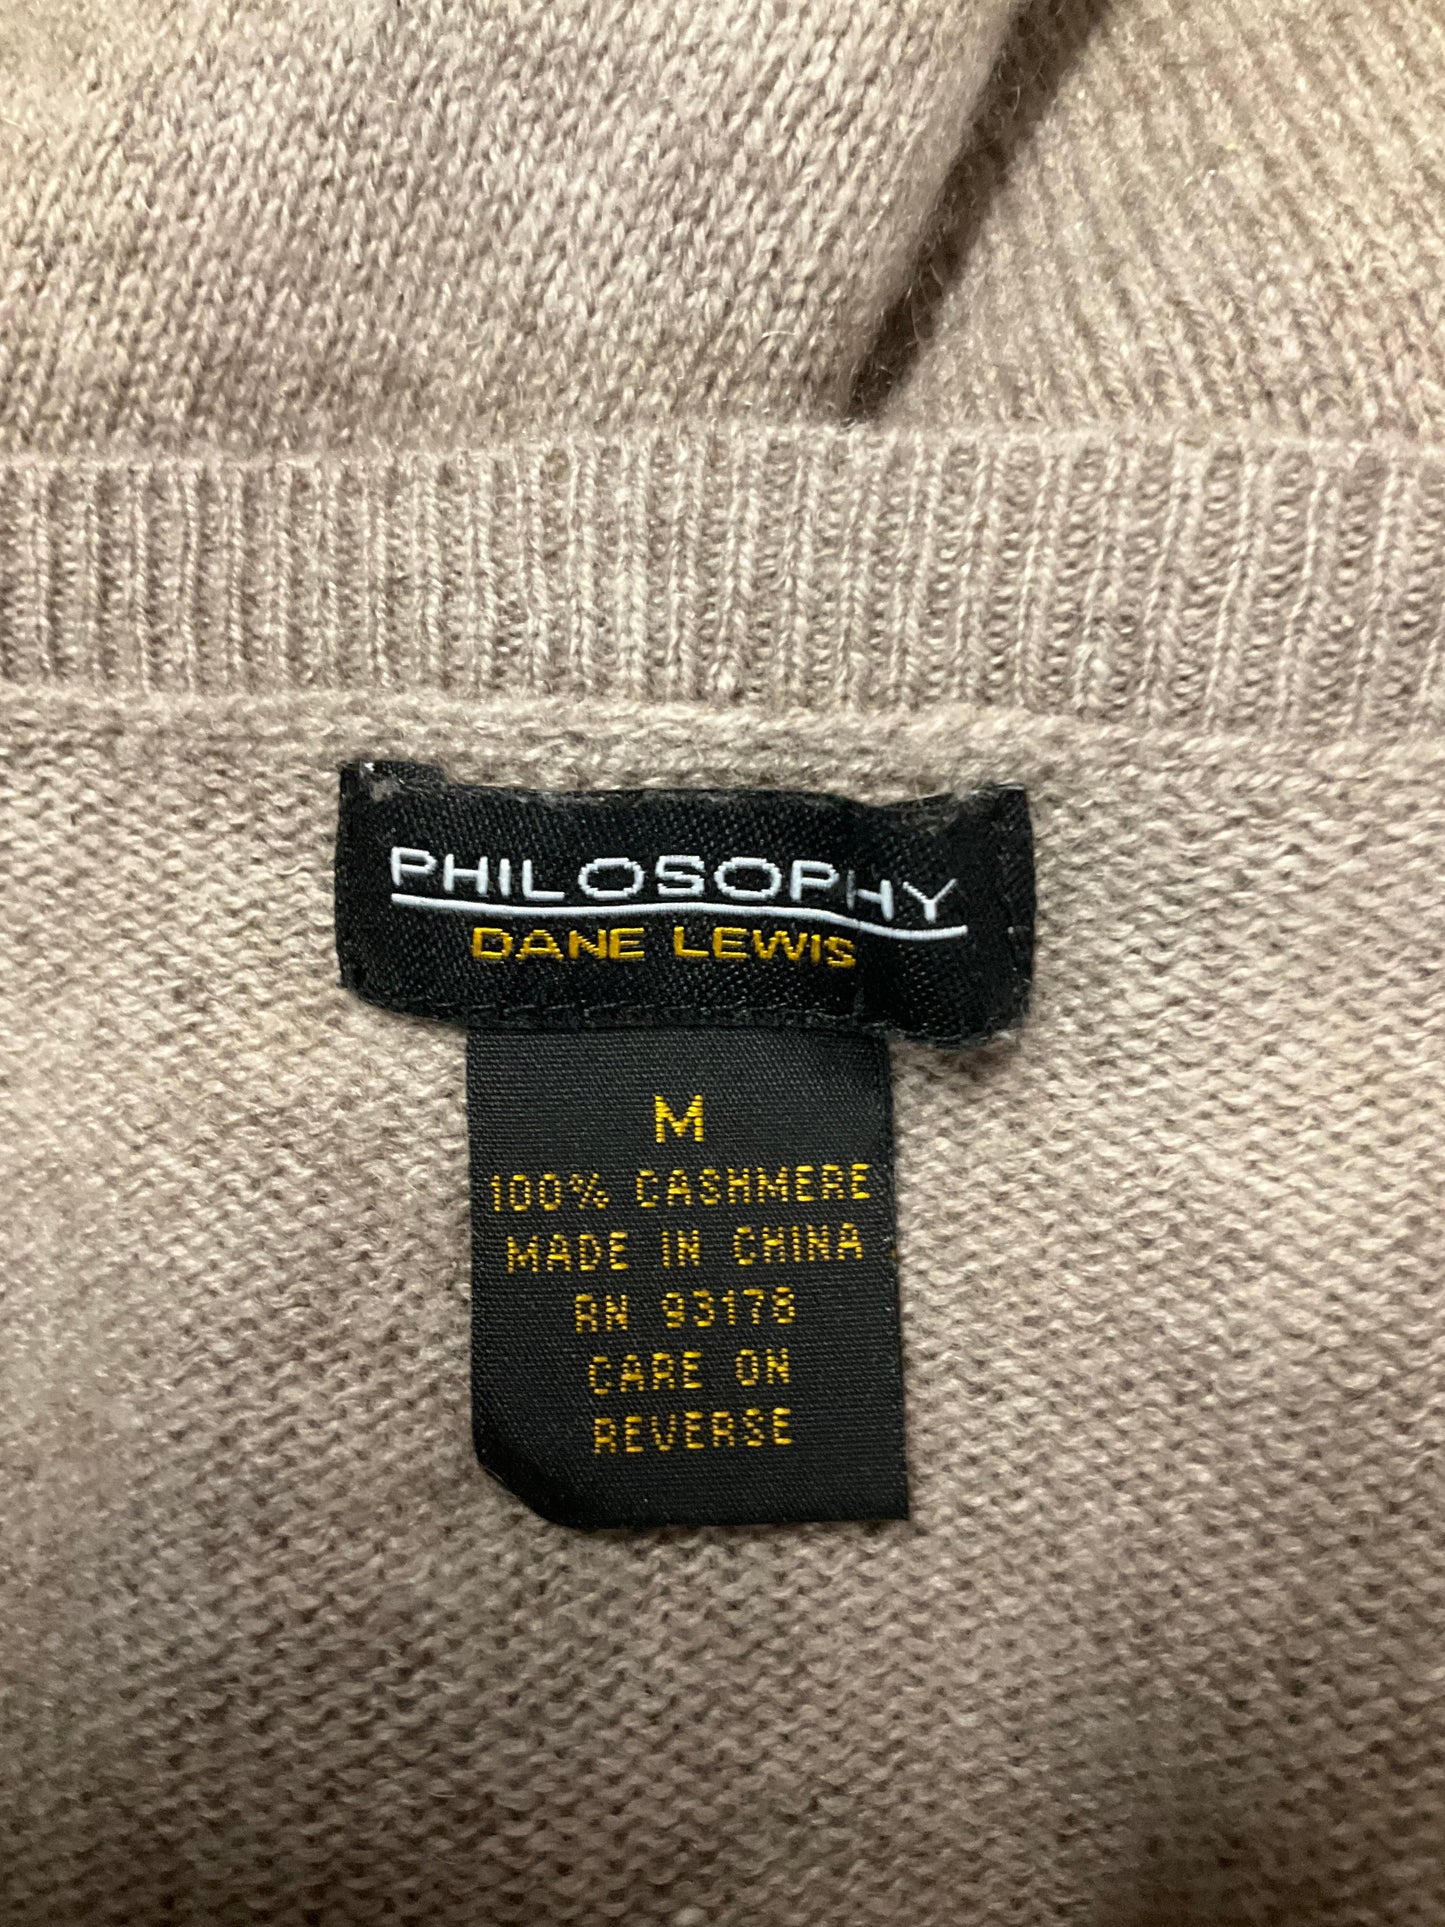 PHILOSOPHY
DANE LEWIS
M
100% CASHMERE
MADE IN CHINA
RN 93178
CARE ON
REVERSE